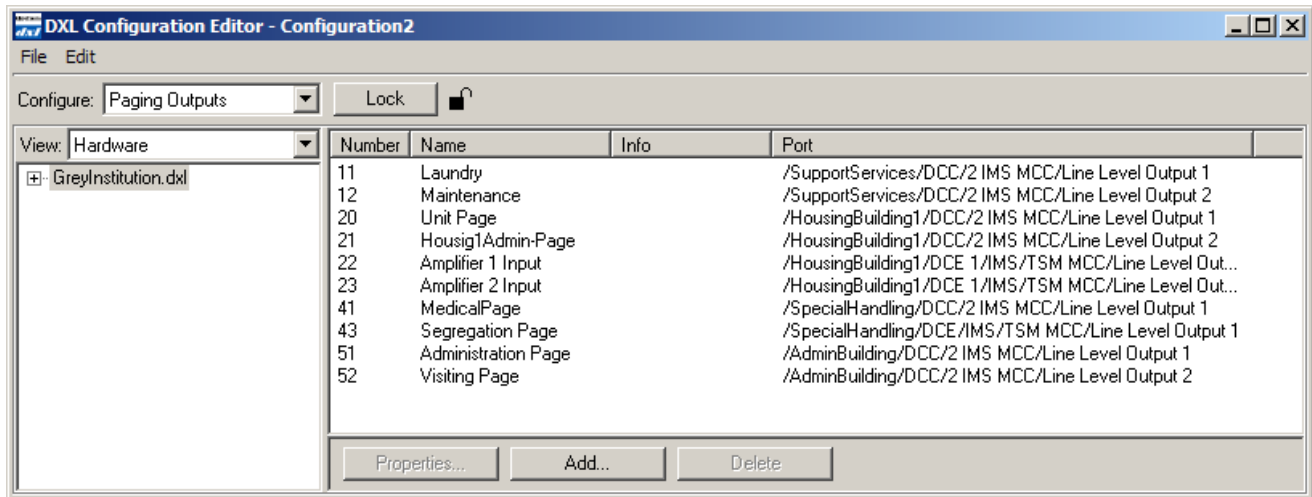 DXL Configuration Editor - Configuration2
File Edit
Configure: Paging Outputs Lock
View: Hardware
GreyInstitution.dxl
Number Name Info Port
11 Laundry /SupportServices/DCC/2 IMS MCC/Line Level Output 1
12 Maintenance /SupportServices/DCC/2 IMS MCC/Line Level Output 2
20 Unit Page /HousingBuilding1/DCC/2 IMS MCC/Line Level Output 1
21 Housig1Admin-Page /HousingBuilding1/DCC/2 IMS MCC/Line Level Output 2
22 Amplifier 1 Input /HousingBuilding1/DCE 1/IMS/TSM MCC/Line Level Out...
23 Amplifier 2 Input /HousingBuilding1/DCE 1/IMS/TSM MCC/Line Level Out...
41 MedicalPage /SpecialHandling/DCC/2 IMS MCC/Line Level Output 1
43 Segregation Page /SpecialHandling/DCE/IMS/TSM MCC/Line Level Output 1
51 Administration Page /AdminBuilding/DCC/2 IMS MCC/Line Level Output 1
52 Visiting Page /AdminBuilding/DCC/2 IMS MCC/Line Level Output 2
Properties... Add... Delete